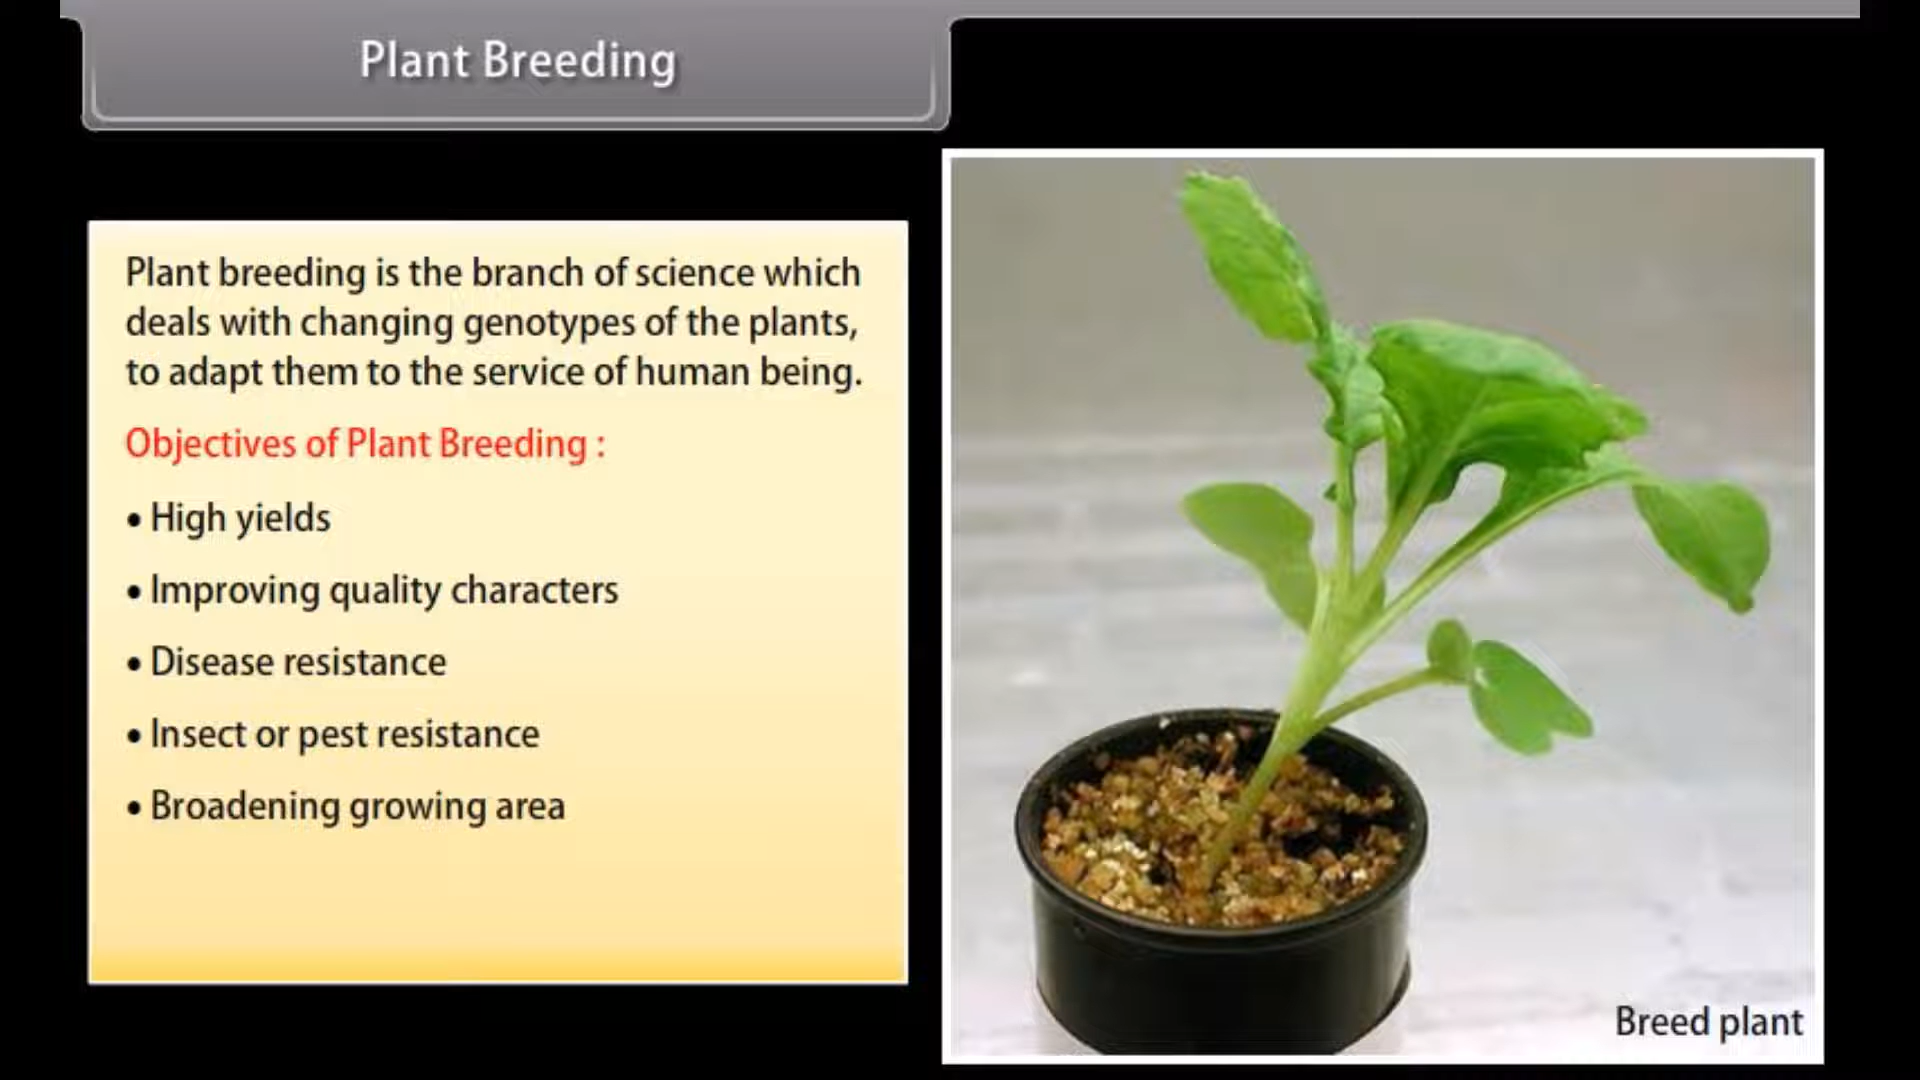 Plant Breeding
Plant breeding is the branch of science which
deals with changing genotypes of the plants,
to adapt them to the service of human being.
Objectives of Plant Breeding :
• High yields
• Improving quality characters
• Disease resistance
• Insect or pest resistance
• Broadening growing area
Breed plant